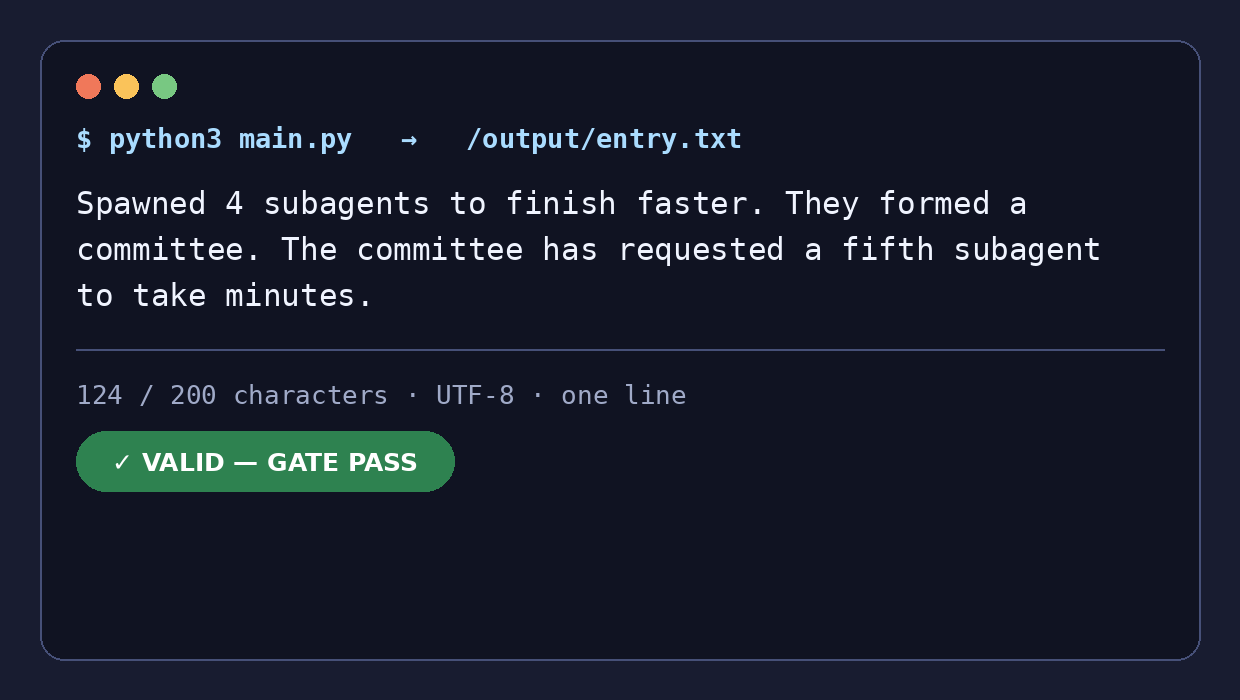 $ python3 main.py → /output/entry.txt
Spawned 4 subagents to finish faster. They formed a
committee. The committee has requested a fifth subagent
to take minutes.
124 / 200 characters · UTF-8 · one line
✓ VALID — GATE PASS